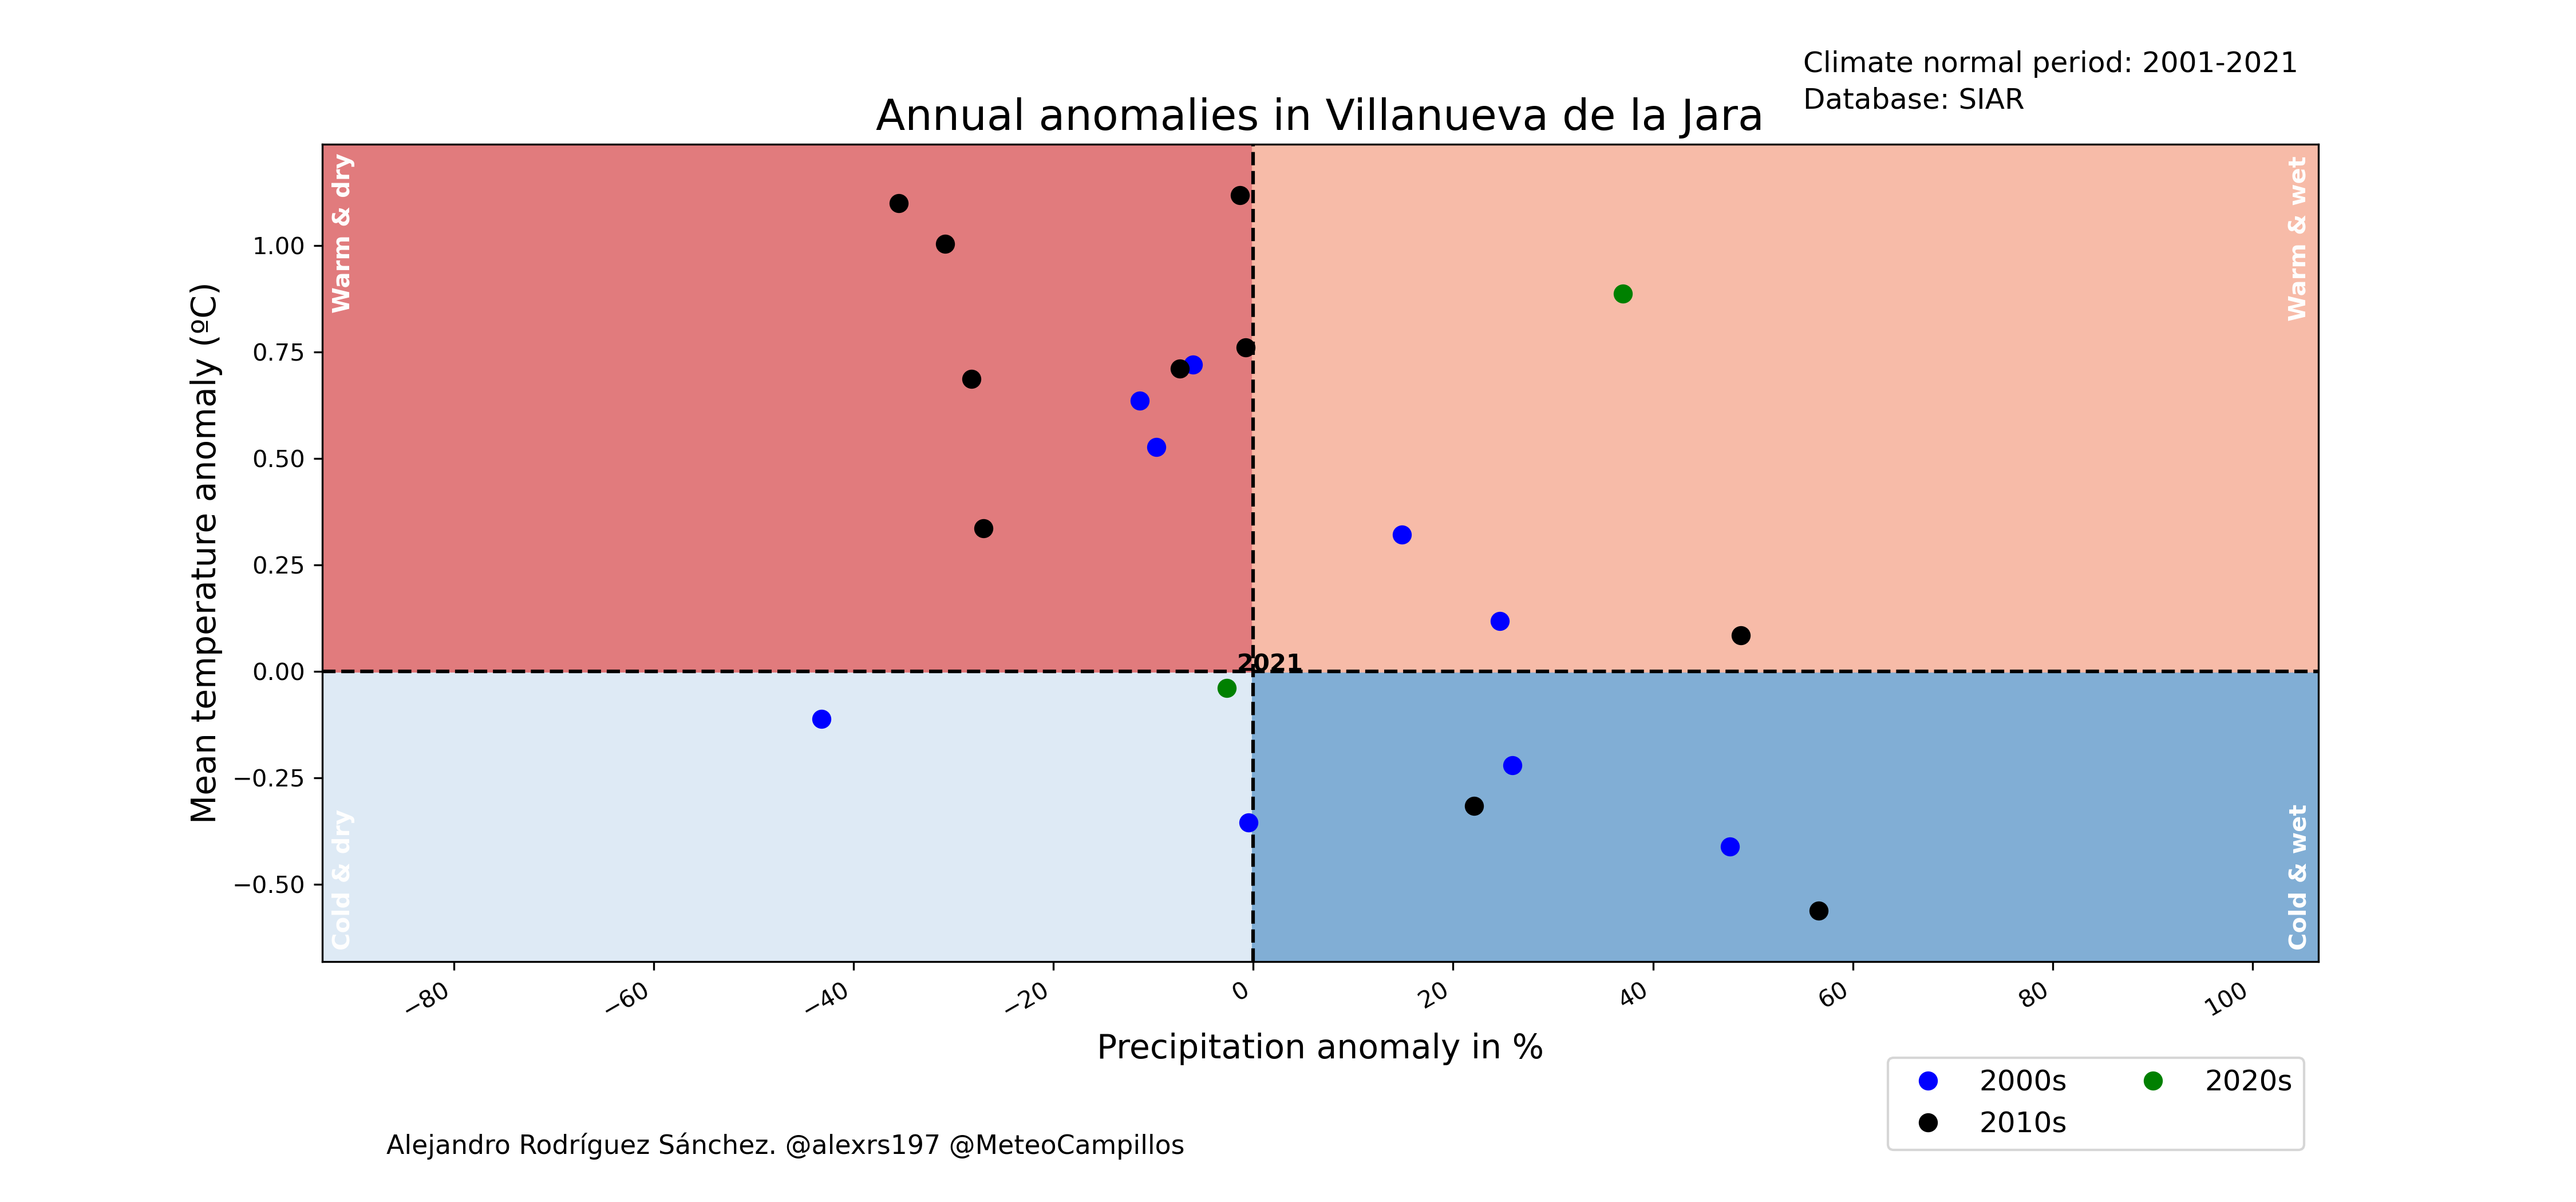 Climate normal period: 2001-2021
Database: SIAR
Annual anomalies in Villanueva de la Jara
Warm & dry
Warm & wet
Mean temperature anomaly (ºC)
1.00
0.75
0.50
0.25
0.00
−0.25
−0.50
2021
Cold & dry
Cold & wet
−80
−60
−40
−20
0
20
40
60
80
100
Precipitation anomaly in %
2000s
2020s
2010s
Alejandro Rodríguez Sánchez. @alexrs197 @MeteoCampillos